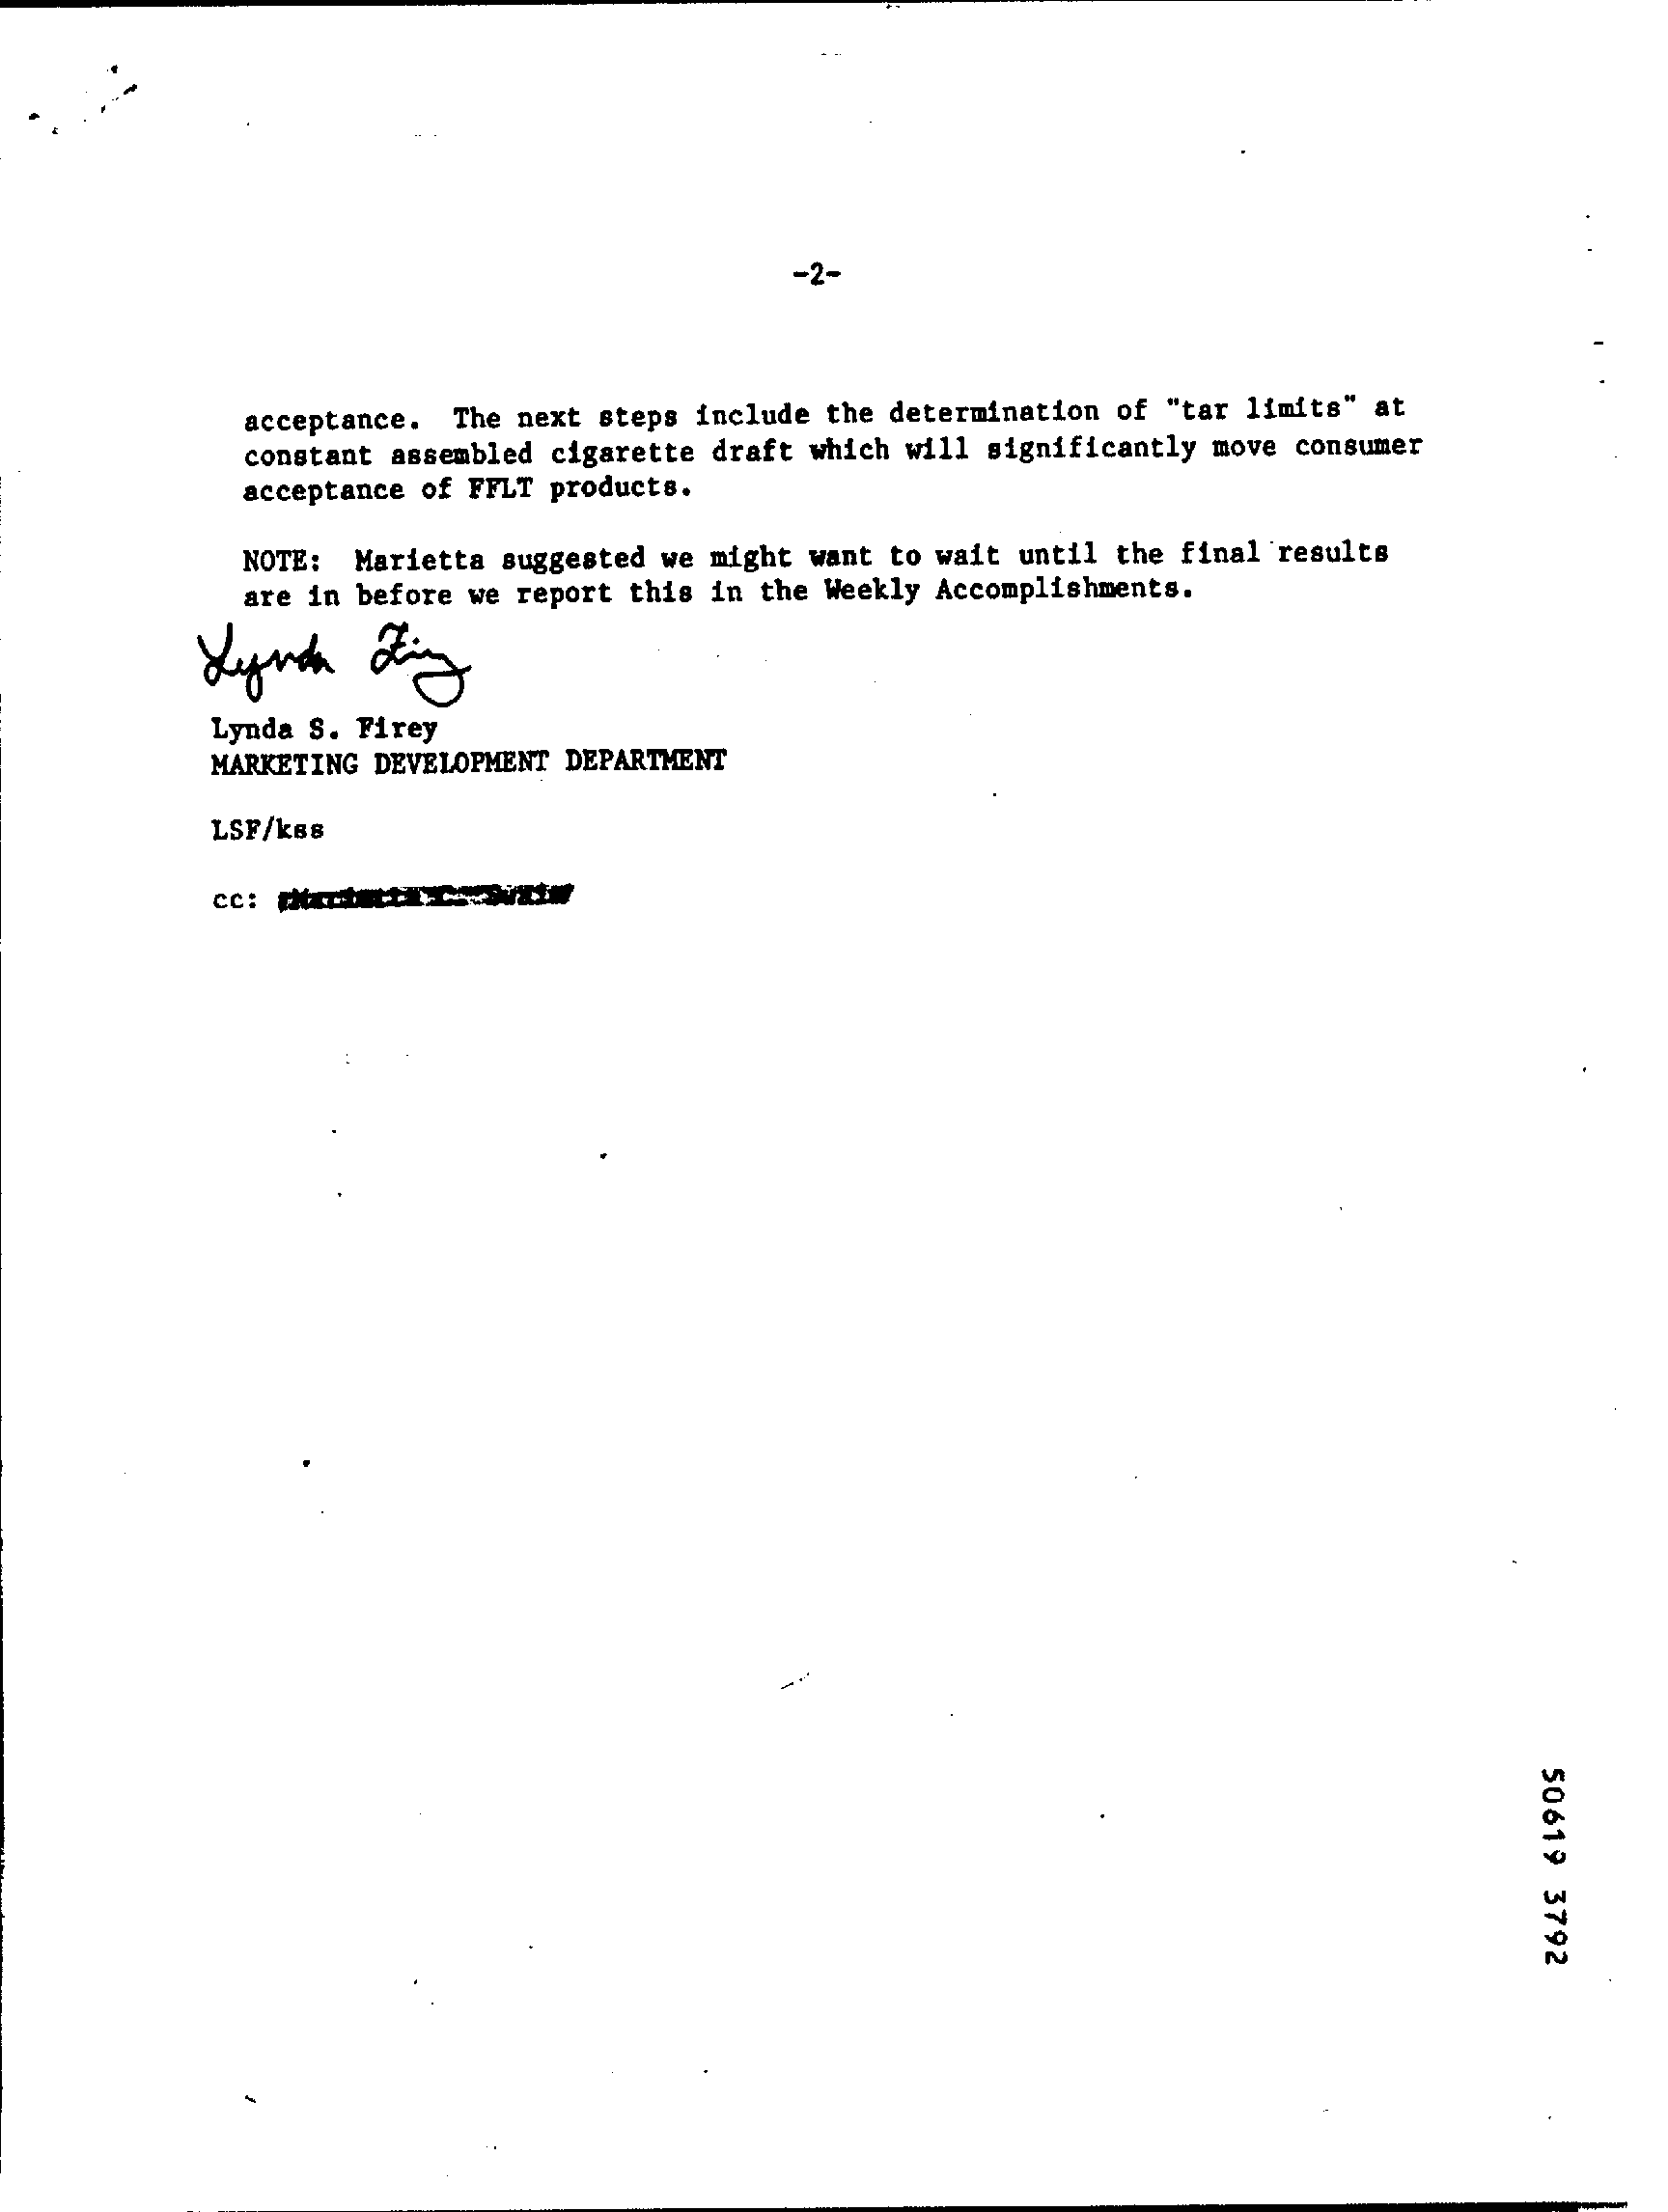 -2-
acceptance. The next steps include the determination of "tar limits" at
constant assembled cigarette draft which will significantly move consumer
acceptance of FFLT products.
NOTE: Marietta suggested we might want to wait until the final results
are in before we report this in the Weekly Accomplishments.
Lynda Firey
Lynda S. Firey
MARKETING DEVELOPMENT DEPARTMENT
LSF/kss
cc:
50619 3792